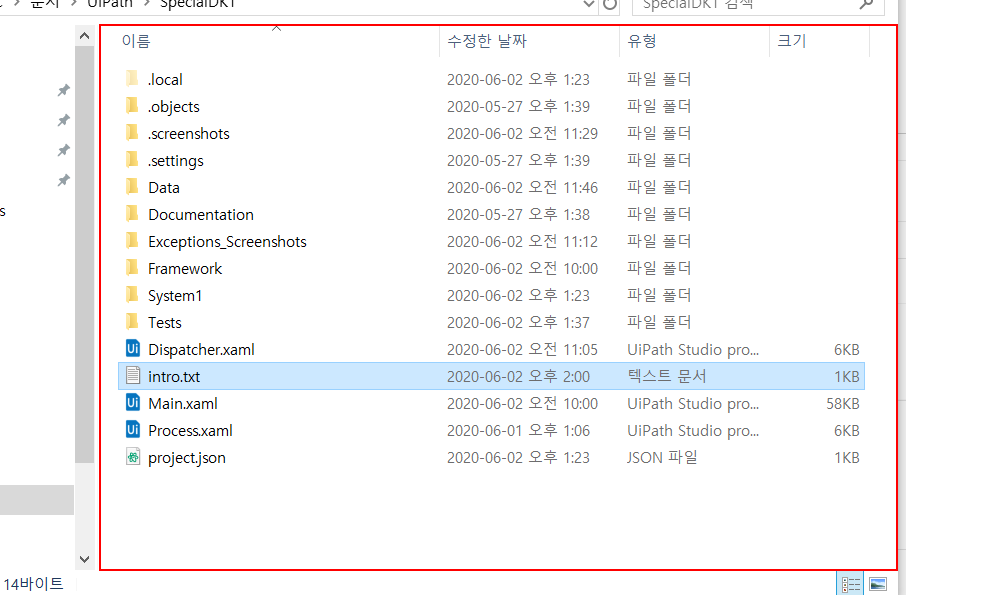 문서 > UiPath > SpecialDKT
SpecialDKT 검색
이름 수정한 날짜 유형 크기
.local 2020-06-02 오후 1:23 파일 폴더
.objects 2020-05-27 오후 1:39 파일 폴더
.screenshots 2020-06-02 오전 11:29 파일 폴더
.settings 2020-05-27 오후 1:39 파일 폴더
Data 2020-06-02 오전 11:46 파일 폴더
Documentation 2020-05-27 오후 1:38 파일 폴더
Exceptions_Screenshots 2020-06-02 오전 11:12 파일 폴더
Framework 2020-06-02 오전 10:00 파일 폴더
System1 2020-06-02 오후 1:23 파일 폴더
Tests 2020-06-02 오후 1:37 파일 폴더
Dispatcher.xaml 2020-06-02 오전 11:05 UiPath Studio pro... 6KB
intro.txt 2020-06-02 오후 2:00 텍스트 문서 1KB
Main.xaml 2020-06-02 오전 10:00 UiPath Studio pro... 58KB
Process.xaml 2020-06-01 오후 1:06 UiPath Studio pro... 6KB
project.json 2020-06-02 오후 1:23 JSON 파일 1KB
14바이트